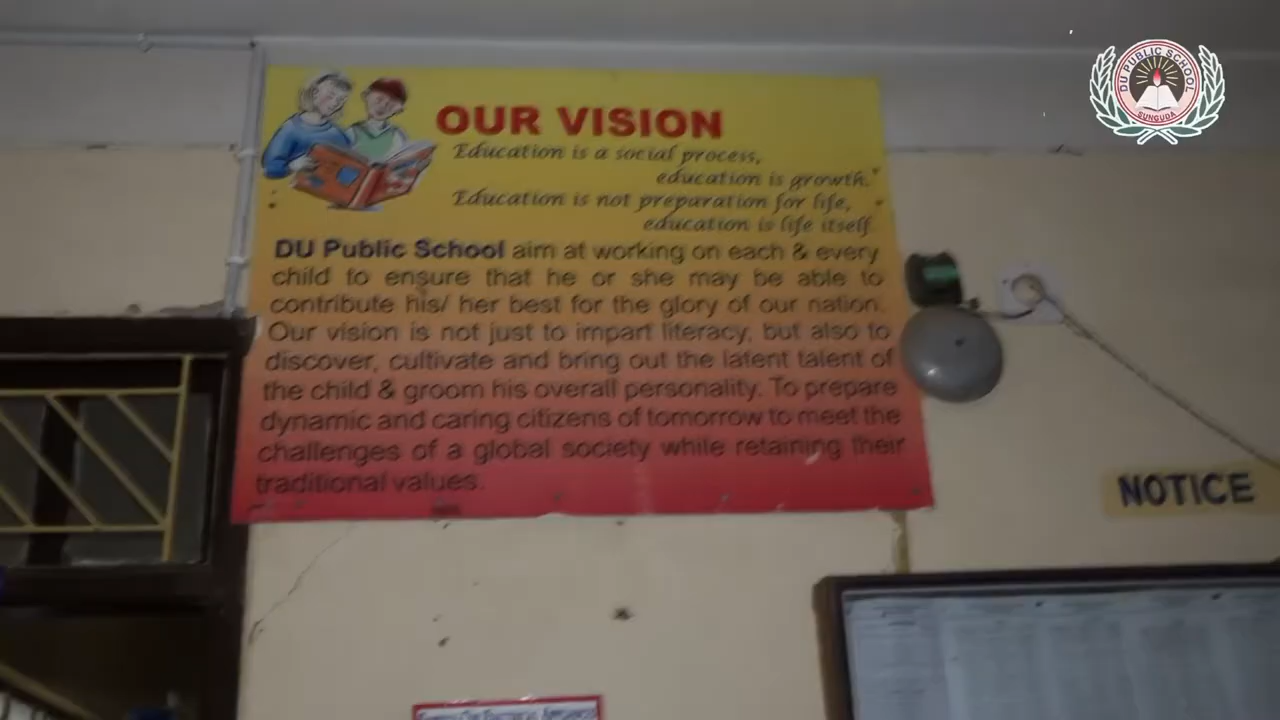 DU PUBLIC SCHOOL
SUNGUDA
OUR VISION
Education is a social process,
education is growth."
Education is not preparation for life,
education is life itself.
DU Public School aim at working on each & every
child to ensure that he or she may be able to
contribute his/ her best for the glory of our nation.
Our vision is not just to impart literacy, but also to
discover, cultivate and bring out the latent talent of
the child & groom his overall personality. To prepare
dynamic and caring citizens of tomorrow to meet the
challenges of a global society while retaining their
traditional values.
NOTICE